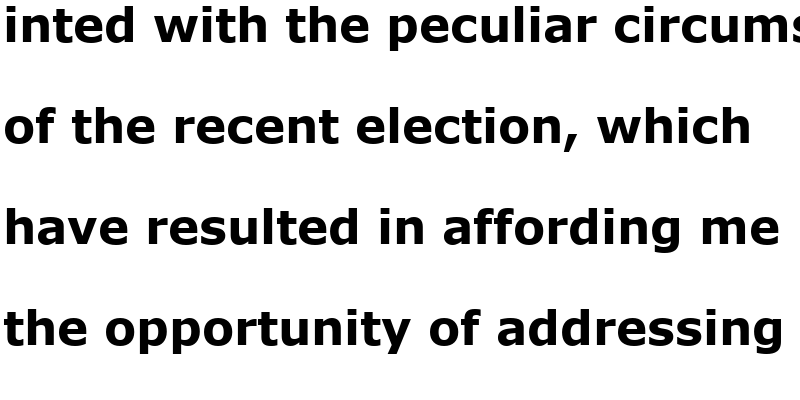 inted with the peculiar circums
of the recent election, which
have resulted in affording me
the opportunity of addressing